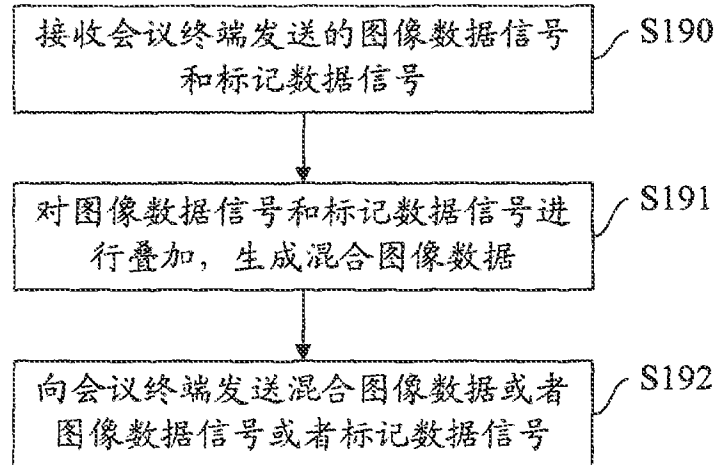 接收会议终端发送的图像数据信号
和标记数据信号
S190
对图像数据信号和标记数据信号进
行叠加，生成混合图像数据
S191
向会议终端发送混合图像数据或者
图像数据信号或者标记数据信号
S192